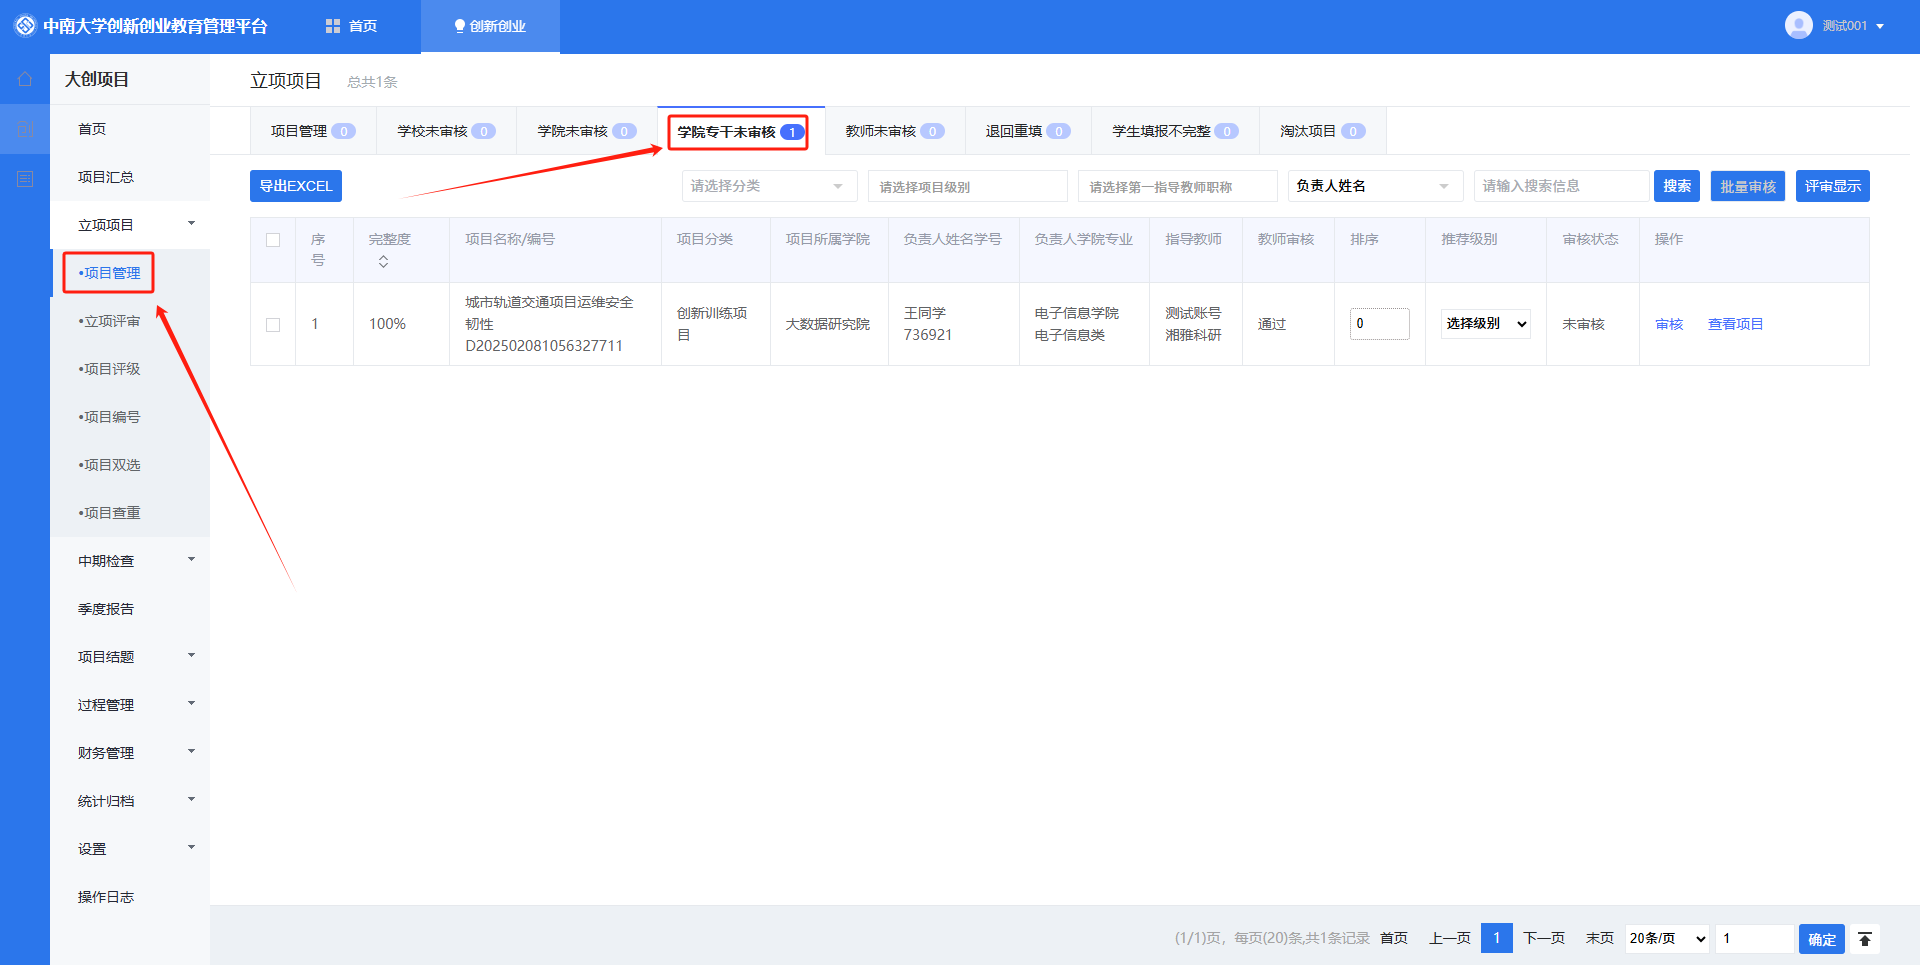 中南大学创新创业教育管理平台
首页
创新创业
测试001
大创项目
首页
项目汇总
立项项目
•项目管理
•立项评审
•项目评级
•项目编号
•项目双选
•项目查重
中期检查
季度报告
项目结题
过程管理
财务管理
统计归档
设置
操作日志
立项项目 总共1条
项目管理 0
学校未审核 0
学院未审核 0
学院专干未审核 1
教师未审核 0
退回重填 0
学生填报不完整 0
淘汰项目 0
导出EXCEL
请选择分类
请选择项目级别
请选择第一指导教师职称
负责人姓名
请输入搜索信息
搜索
批量审核
评审显示
序
号
完整度
项目名称/编号
项目分类
项目所属学院
负责人姓名学号
负责人学院专业
指导教师
教师审核
排序
推荐级别
审核状态
操作
1
100%
城市轨道交通项目运维安全
韧性
D202502081056327711
创新训练项
目
大数据研究院
王同学
736921
电子信息学院
电子信息类
测试账号
湘雅科研
通过
0
选择级别
未审核
审核
查看项目
(1/1)页，每页(20)条,共1条记录 首页 上一页 1 下一页 末页 20条/页 1 确定